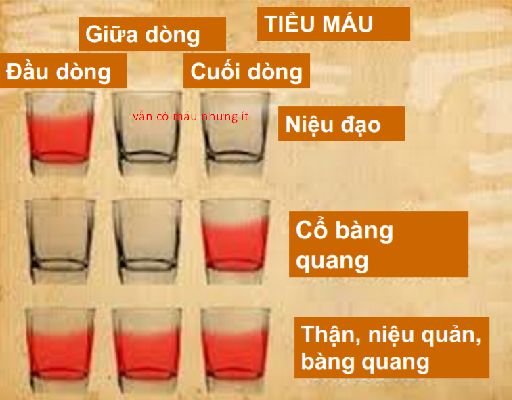 TIỂU MÁU
Giữa dòng
Đầu dòng
Cuối dòng
vẫn có máu nhưng ít
Niệu đạo
Cổ bàng
quang
Thận, niệu quản,
bàng quang